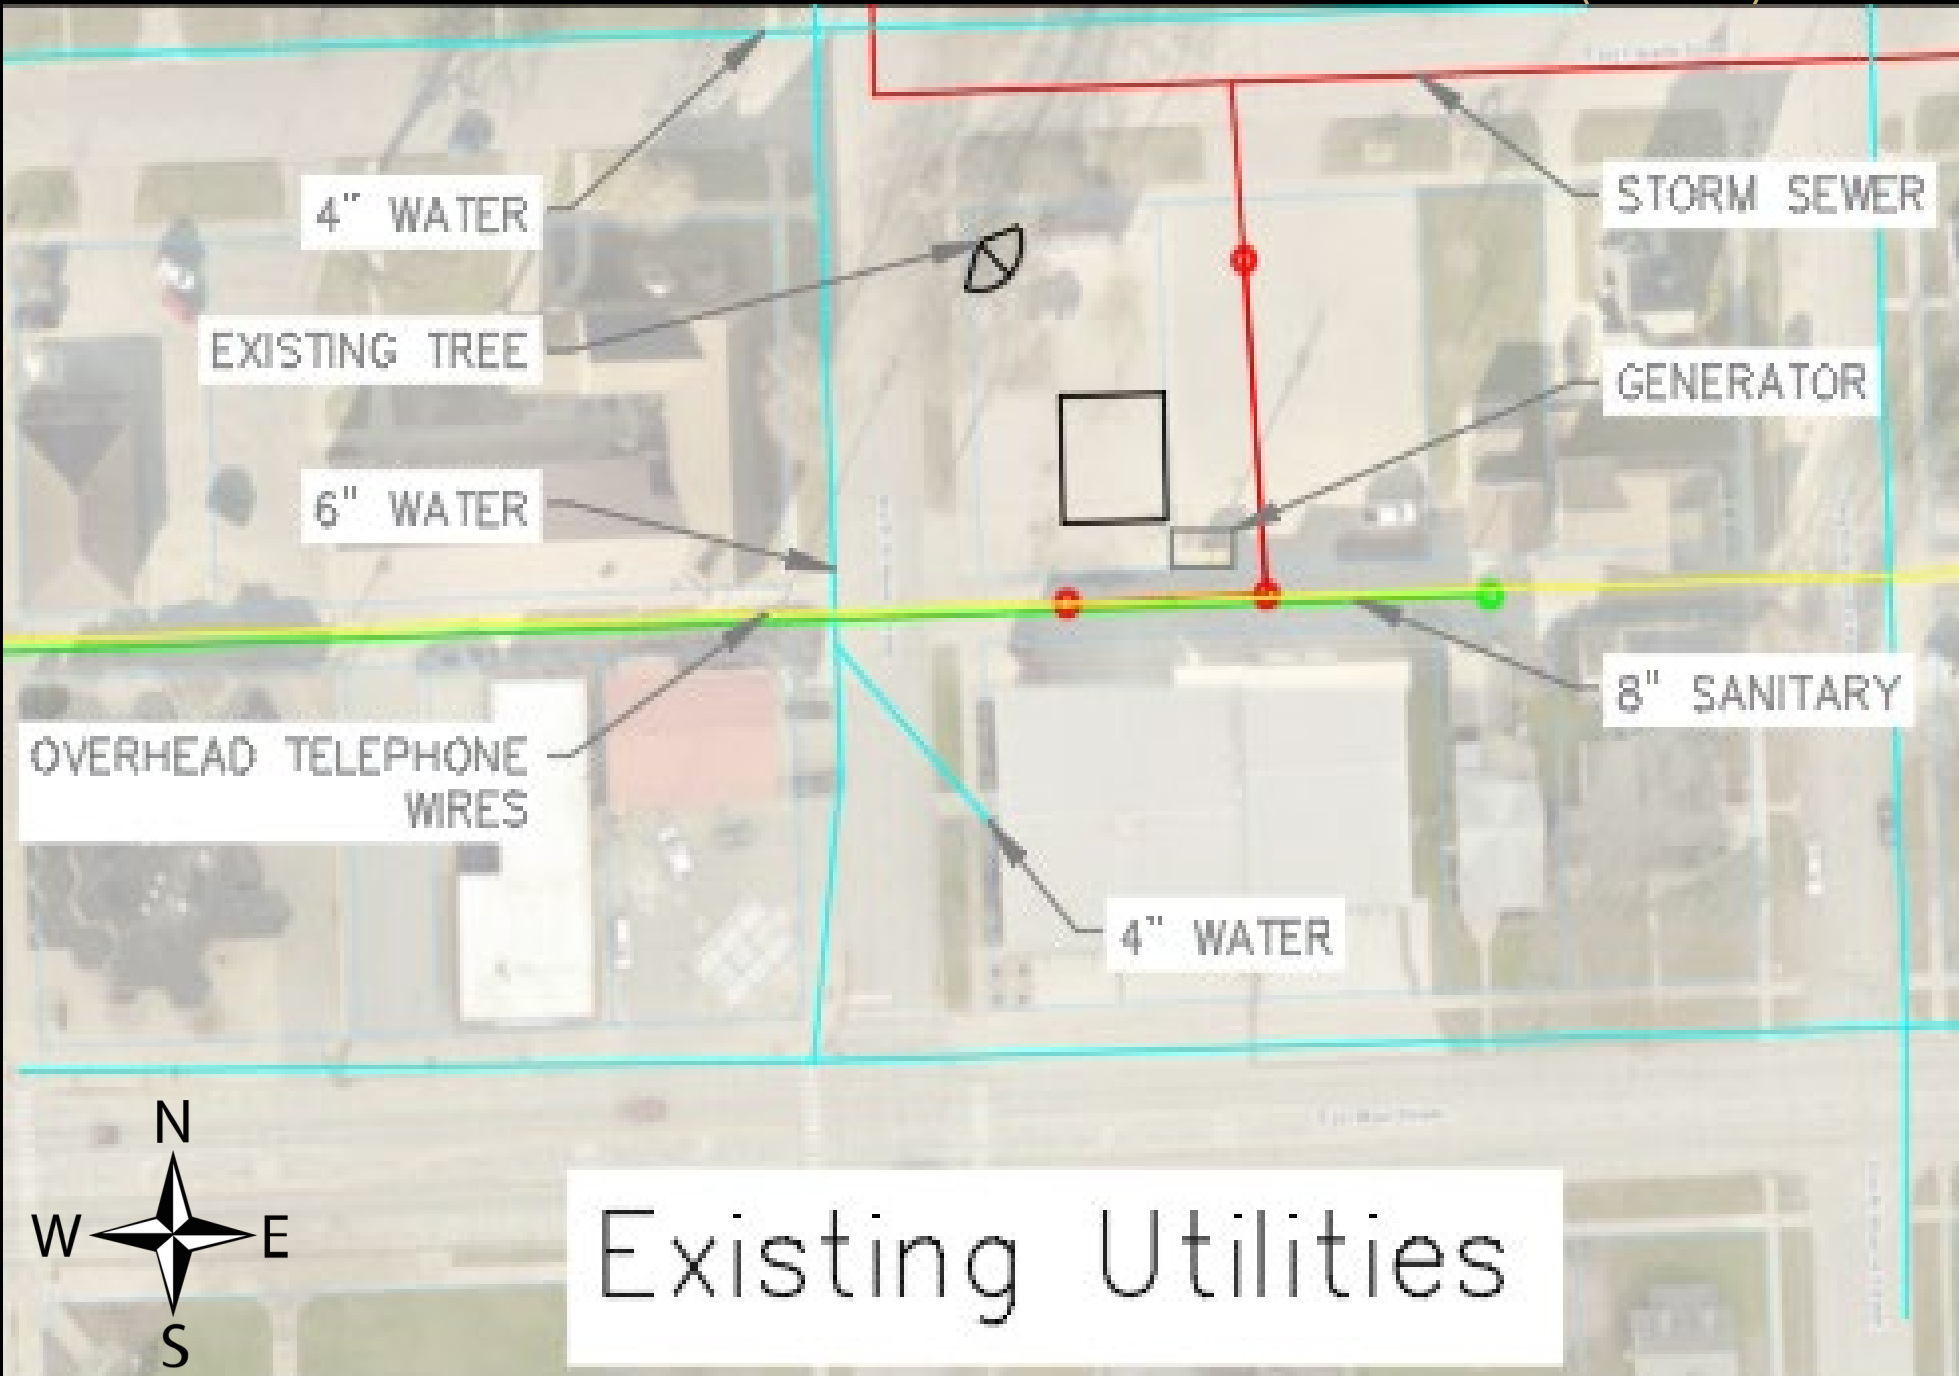 4" WATER
STORM SEWER
EXISTING TREE
GENERATOR
6" WATER
8" SANITARY
OVERHEAD TELEPHONE
WIRES
4" WATER
N
W E
S
Existing Utilities